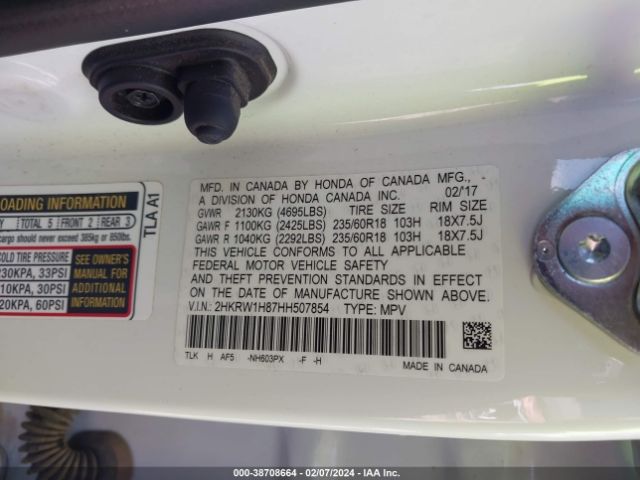 MFD. IN CANADA BY HONDA OF CANADA MFG.,
A DIVISION OF HONDA CANADA INC. 02/17
GVWR 2130KG (4695LBS) TIRE SIZE RIM SIZE
GAWR F 1100KG (2425LBS) 235/60R18 103H 18X7.5J
GAWR R 1040KG (2292LBS) 235/60R18 103H 18X7.5J
THIS VEHICLE CONFORMS TO ALL APPLICABLE
FEDERAL MOTOR VEHICLE SAFETY
AND THEFT PREVENTION STANDARDS IN EFFECT
ON THE DATE OF MANUFACTURE SHOWN ABOVE.
V.I.N.: 2HKRW1H87HH507854 TYPE: MPV
TLK H AF5 -NH603PX -F -H
MADE IN CANADA
OADING INFORMATION
Y TOTAL 5 FRONT 2 REAR 3
cargo should never exceed 385kg or 850lbs.
COLD TIRE PRESSURE
230KPA, 33PSI
10KPA, 30PSI
20KPA, 60PSI
SEE OWNER'S
MANUAL FOR
ADDITIONAL
INFORMATION
TLA A1
000-38708664 - 02/07/2024 - IAA Inc.